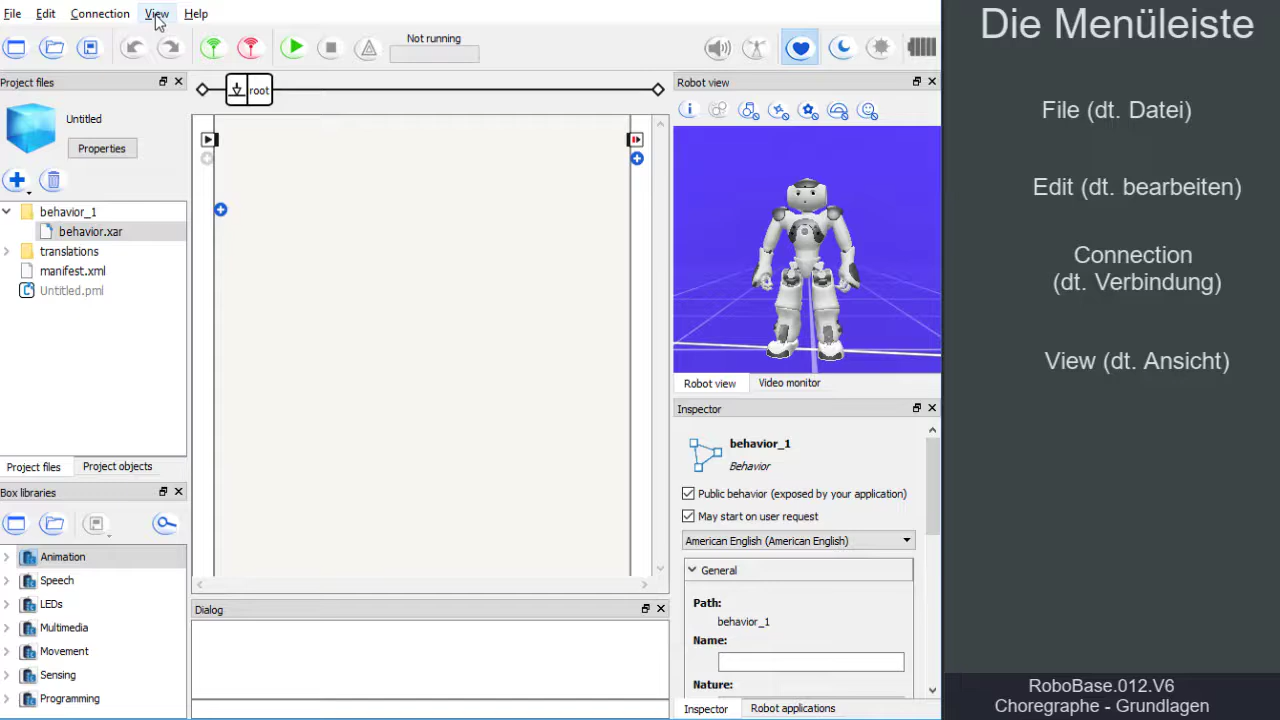 File Edit Connection View Help
Die Menüleiste
Not running
Project files
Robot view
root
Untitled
Properties
File (dt. Datei)
Edit (dt. bearbeiten)
behavior_1
behavior.xar
translations
manifest.xml
Untitled.pml
Connection
(dt. Verbindung)
View (dt. Ansicht)
Robot view Video monitor
Inspector
behavior_1
Behavior
Project files Project objects
Box libraries
Public behavior (exposed by your application)
May start on user request
American English (American English)
Animation
Speech
LEDs
Multimedia
Movement
Sensing
Programming
General
Path:
behavior_1
Name:
Nature:
Dialog
Inspector Robot applications
RoboBase.012.V6
Choregraphe - Grundlagen